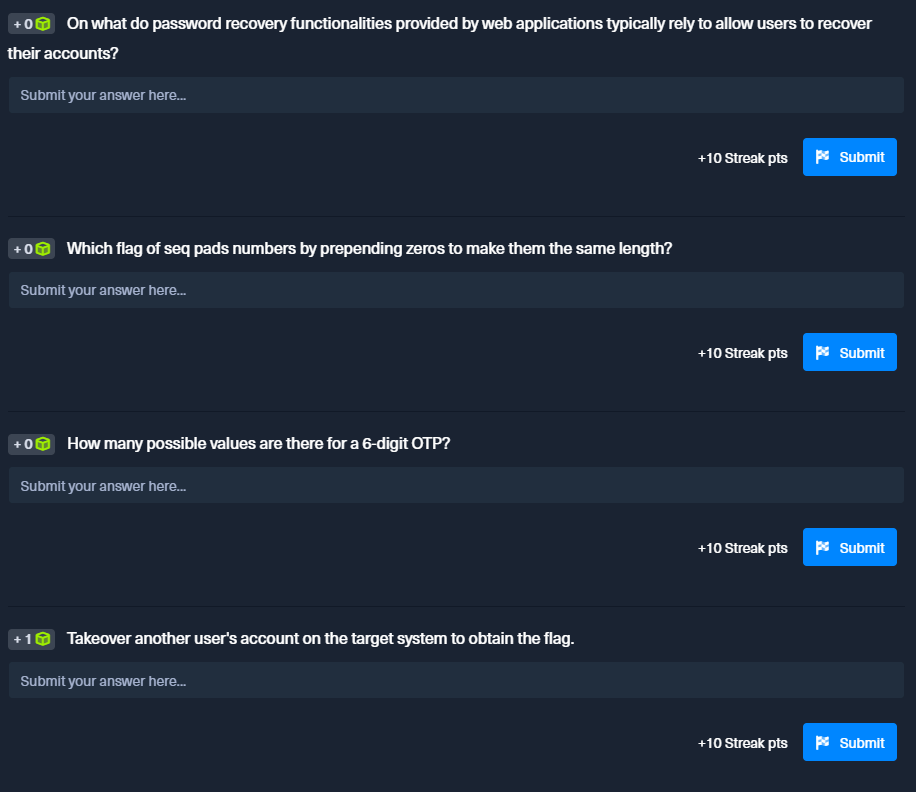 + 0 On what do password recovery functionalities provided by web applications typically rely to allow users to recover
their accounts?
Submit your answer here...
+10 Streak pts Submit
+ 0 Which flag of seq pads numbers by prepending zeros to make them the same length?
Submit your answer here...
+10 Streak pts Submit
+ 0 How many possible values are there for a 6-digit OTP?
Submit your answer here...
+10 Streak pts Submit
+ 1 Takeover another user's account on the target system to obtain the flag.
Submit your answer here...
+10 Streak pts Submit